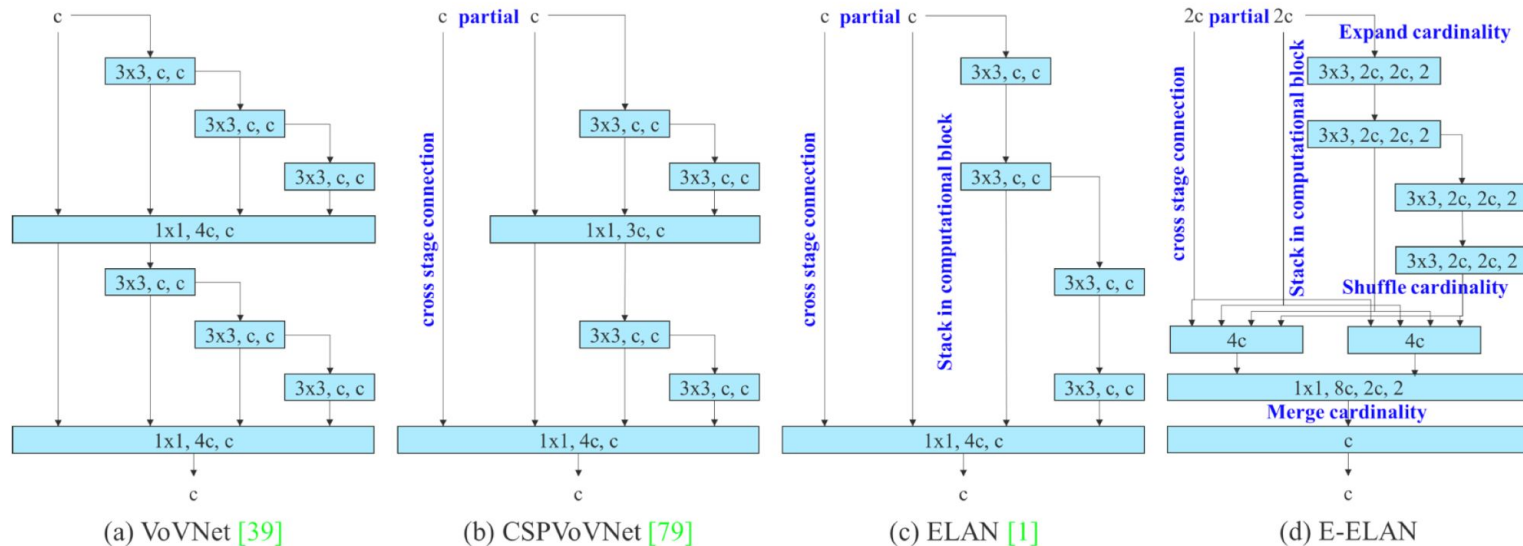 c
3x3, c, c
3x3, c, c
3x3, c, c
1x1, 4c, c
3x3, c, c
3x3, c, c
3x3, c, c
1x1, 4c, c
c
(a) VoVNet [39]
c partial c
cross stage connection
3x3, c, c
3x3, c, c
1x1, 3c, c
3x3, c, c
3x3, c, c
1x1, 4c, c
c
(b) CSPVoVNet [79]
c partial c
cross stage connection
Stack in computational block
3x3, c, c
3x3, c, c
3x3, c, c
3x3, c, c
1x1, 4c, c
c
(c) ELAN [1]
2c partial 2c
Expand cardinality
cross stage connection
Stack in computational block
3x3, 2c, 2c, 2
3x3, 2c, 2c, 2
3x3, 2c, 2c, 2
3x3, 2c, 2c, 2
Shuffle cardinality
4c
4c
1x1, 8c, 2c, 2
Merge cardinality
c
c
(d) E-ELAN